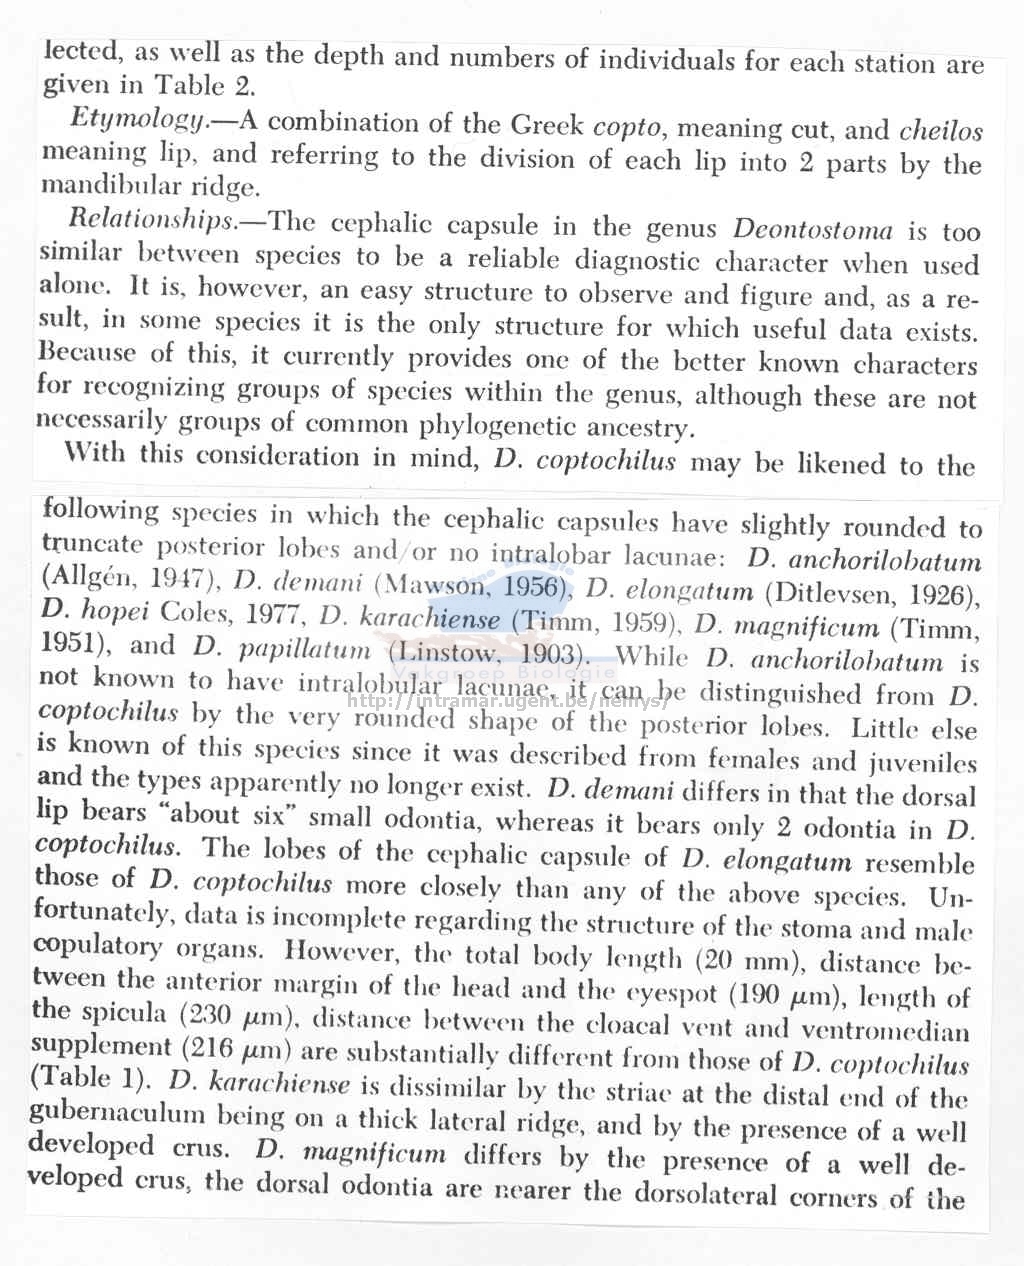 lected, as well as the depth and numbers of individuals for each station are
given in Table 2.
Etymology.—A combination of the Greek copto, meaning cut, and cheilos
meaning lip, and referring to the division of each lip into 2 parts by the
mandibular ridge.
Relationships.—The cephalic capsule in the genus Deontostoma is too
similar between species to be a reliable diagnostic character when used
alone. It is, however, an easy structure to observe and figure and, as a re-
sult, in some species it is the only structure for which useful data exists.
Because of this, it currently provides one of the better known characters
for recognizing groups of species within the genus, although these are not
necessarily groups of common phylogenetic ancestry.
With this consideration in mind, D. coptochilus may be likened to the
following species in which the cephalic capsules have slightly rounded to
truncate posterior lobes and/or no intralobar lacunae: D. anchorilobatum
(Allgén, 1947), D. demani (Mawson, 1956), D. elongatum (Ditlevsen, 1926),
D. hopei Coles, 1977, D. karachiense (Timm, 1959), D. magnificum (Timm,
1951), and D. papillatum (Linstow, 1903). While D. anchorilobatum is
Vakgroep Biologie
not known to have intralobular lacunae, it can be distinguished from D.
http://intramar.ugent.be/nemys/
coptochilus by the very rounded shape of the posterior lobes. Little else
is known of this species since it was described from females and juveniles
and the types apparently no longer exist. D. demani differs in that the dorsal
lip bears “about six” small odontia, whereas it bears only 2 odontia in D.
coptochilus. The lobes of the cephalic capsule of D. elongatum resemble
those of D. coptochilus more closely than any of the above species. Un-
fortunately, data is incomplete regarding the structure of the stoma and male
copulatory organs. However, the total body length (20 mm), distance be-
tween the anterior margin of the head and the eyespot (190 μm), length of
the spicula (230 μm), distance between the cloacal vent and ventromedian
supplement (216 μm) are substantially different from those of D. coptochilus
(Table 1). D. karachiense is dissimilar by the striae at the distal end of the
gubernaculum being on a thick lateral ridge, and by the presence of a well
developed crus. D. magnificum differs by the presence of a well de-
veloped crus, the dorsal odontia are nearer the dorsolateral corners of the